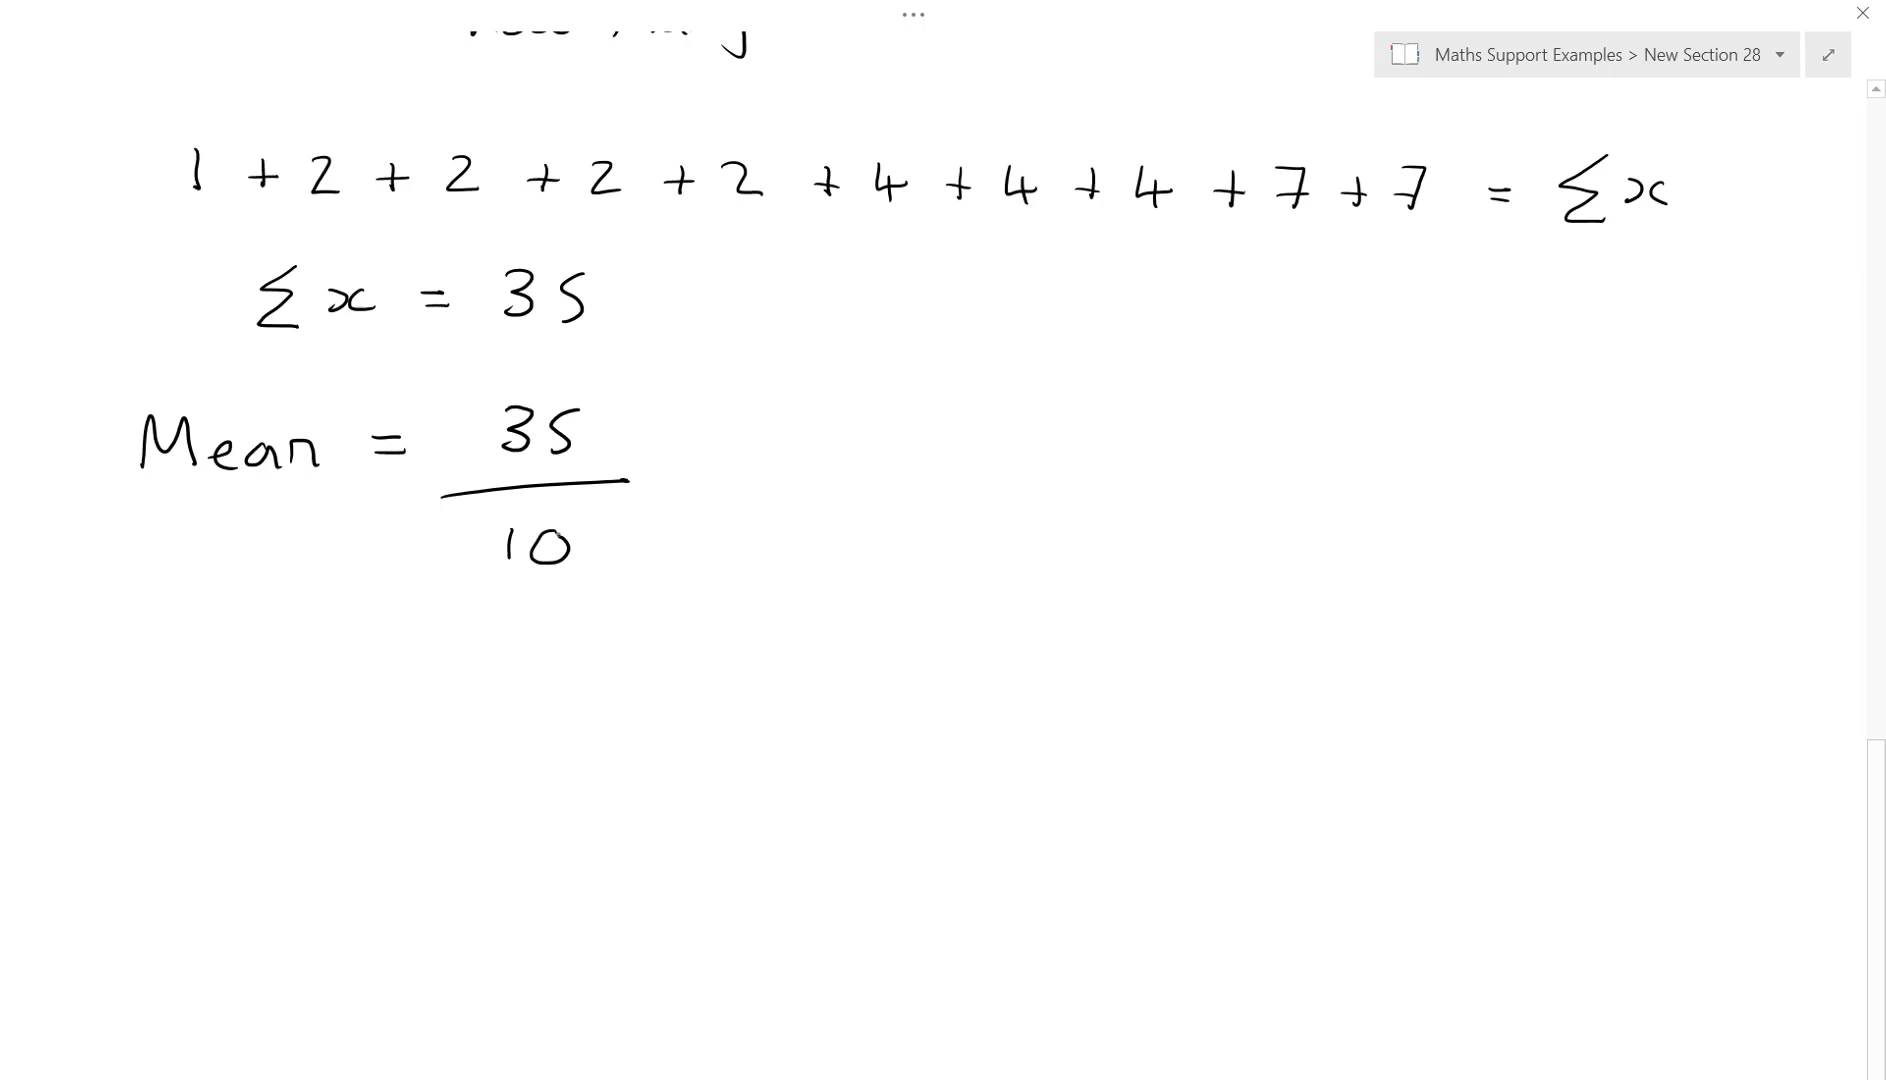 Maths Support Examples > New Section 28
1 + 2 + 2 + 2 + 2 + 4 + 4 + 4 + 7 + 7 = Σx
Σx = 35
Mean = 35
10